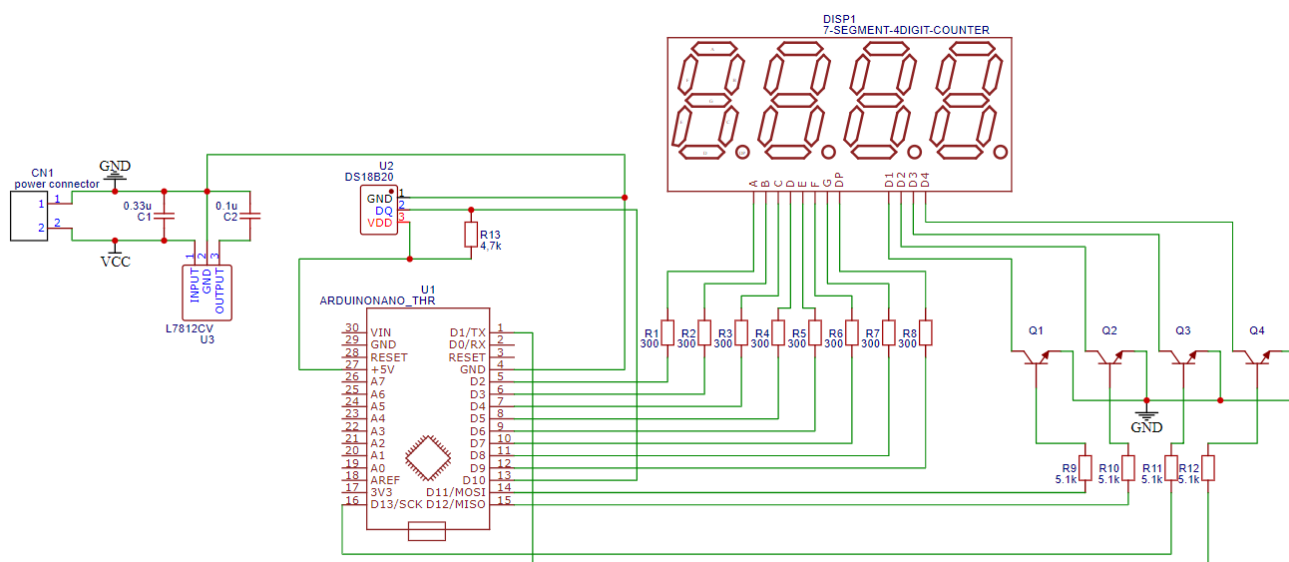 DISP1
7-SEGMENT-4DIGIT-COUNTER
A B C D E F G DP D1 D2 D3 D4
CN1
power connector
1 1
2 2
GND
VCC
0.33u
C1
0.1u
C2
1 2 3
INPUT GND OUTPUT
L7812CV
U3
U2
DS18B20
GND 1
DQ 2
VDD 3
R13
4,7k
U1
ARDUINONANO_THR
30 VIN D1/TX 1
29 GND D0/RX 2
28 RESET RESET 3
27 +5V GND 4
26 A7 D2 5
25 A6 D3 6
24 A5 D4 7
23 A4 D5 8
22 A3 D6 9
21 A2 D7 10
20 A1 D8 11
19 A0 D9 12
18 AREF D10 13
17 3V3 D11/MOSI 14
16 D13/SCK D12/MISO 15
R1 R2 R3 R4 R5 R6 R7 R8
300 300 300 300 300 300 300 300
Q1 Q2 Q3 Q4
GND
R9 R10 R11 R12
5.1k 5.1k 5.1k 5.1k